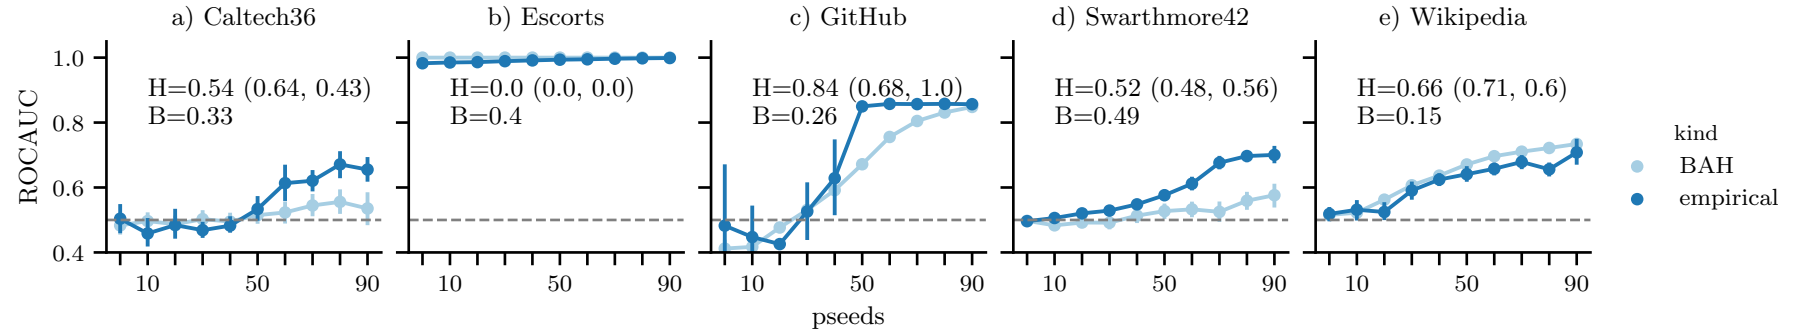 a) Caltech36
b) Escorts
c) GitHub
d) Swarthmore42
e) Wikipedia
ROCAUC
1.0
0.8
0.6
0.4
H=0.54 (0.64, 0.43)
B=0.33
H=0.0 (0.0, 0.0)
B=0.4
H=0.84 (0.68, 1.0)
B=0.26
H=0.52 (0.48, 0.56)
B=0.49
H=0.66 (0.71, 0.6)
B=0.15
10 50 90
10 50 90
10 50 90
10 50 90
10 50 90
pseeds
kind
BAH
empirical